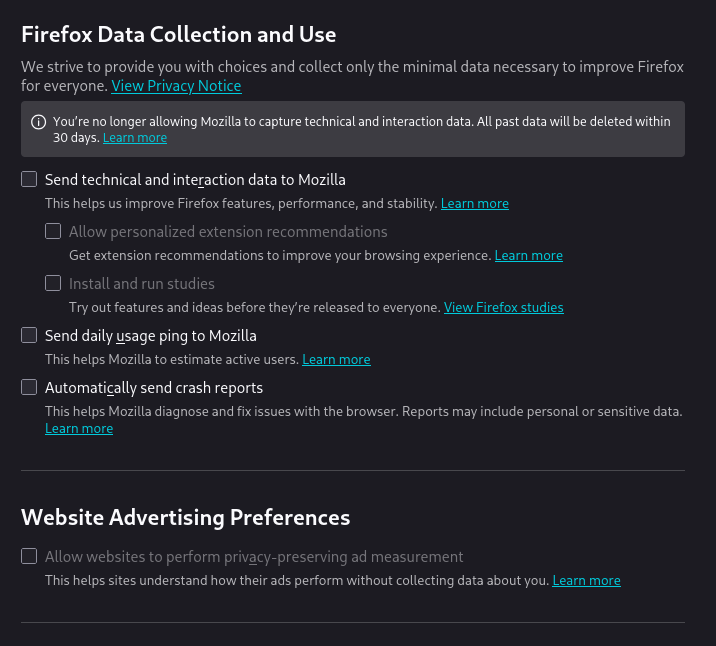 Firefox Data Collection and Use
We strive to provide you with choices and collect only the minimal data necessary to improve Firefox
for everyone. View Privacy Notice
You’re no longer allowing Mozilla to capture technical and interaction data. All past data will be deleted within
30 days. Learn more
Send technical and interaction data to Mozilla
This helps us improve Firefox features, performance, and stability. Learn more
Allow personalized extension recommendations
Get extension recommendations to improve your browsing experience. Learn more
Install and run studies
Try out features and ideas before they’re released to everyone. View Firefox studies
Send daily usage ping to Mozilla
This helps Mozilla to estimate active users. Learn more
Automatically send crash reports
This helps Mozilla diagnose and fix issues with the browser. Reports may include personal or sensitive data.
Learn more
Website Advertising Preferences
Allow websites to perform privacy-preserving ad measurement
This helps sites understand how their ads perform without collecting data about you. Learn more